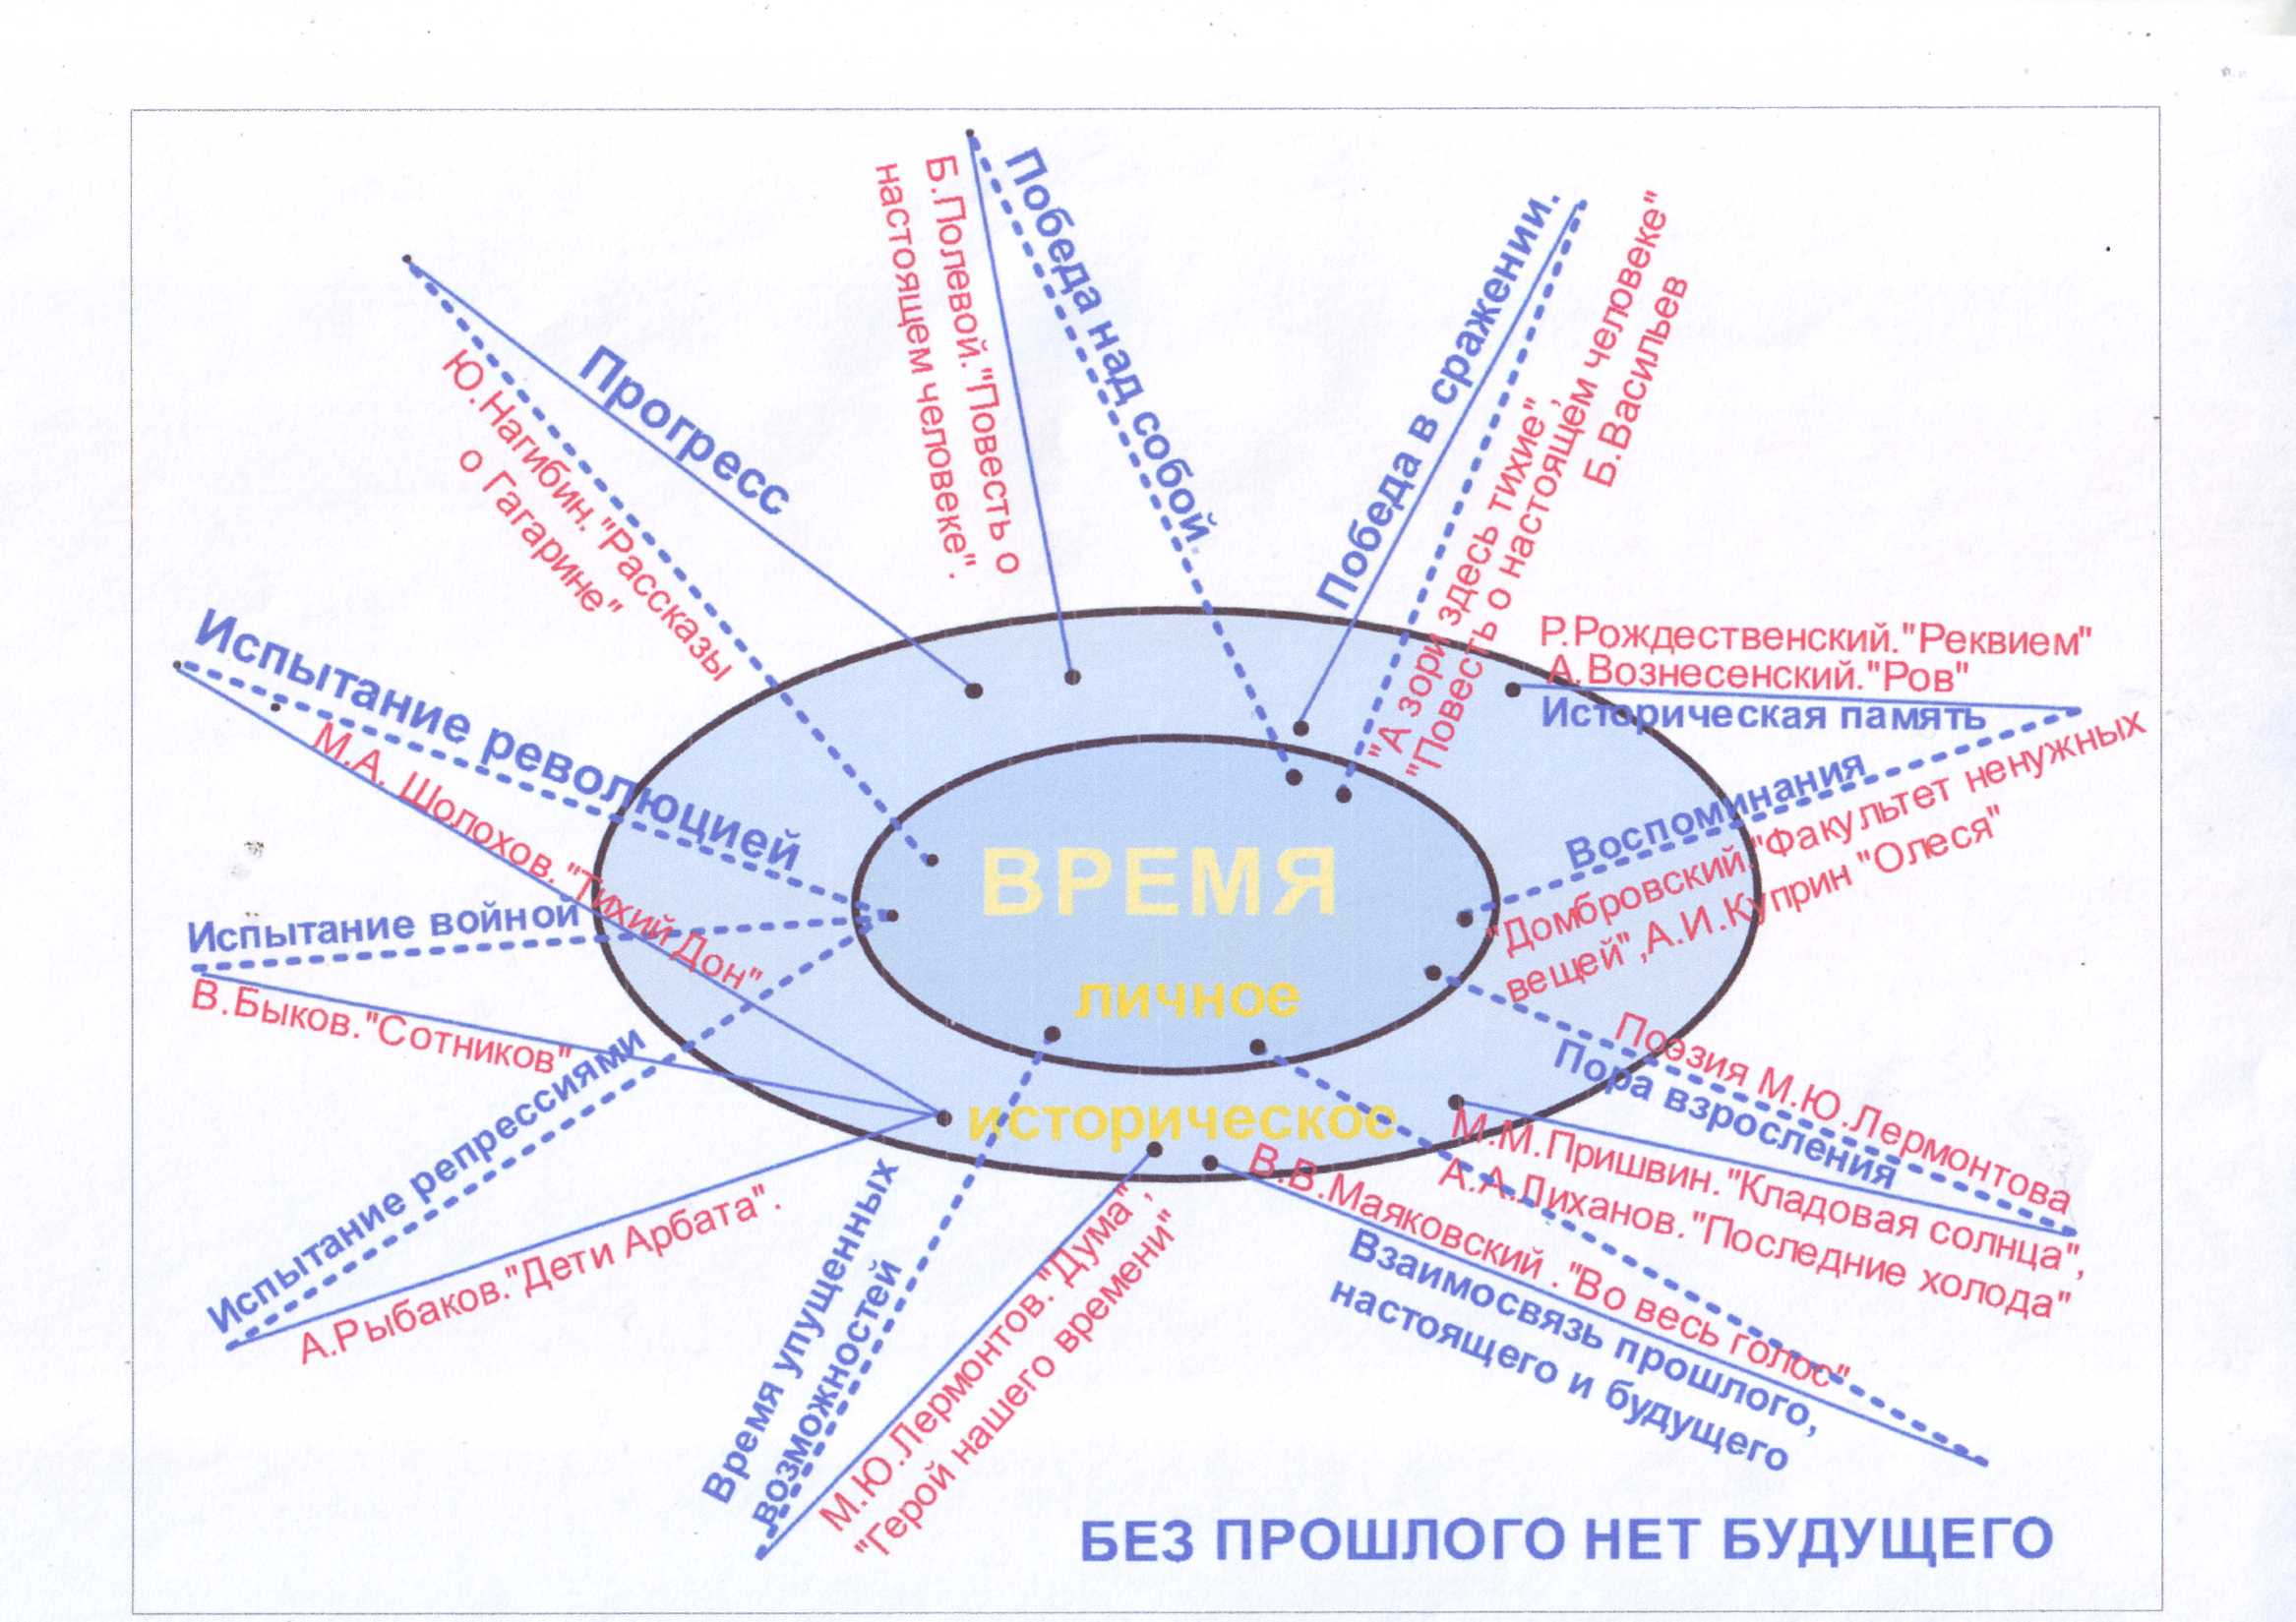 Победа над собой.
Б.Полевой."Повесть о
настоящем человеке".
Победа в сражении.
"А зори здесь тихие",
"Повесть о настоящем человеке"
Б.Васильев
Прогресс
Ю.Нагибин."Рассказы
о Гагарине"
Р.Рождественский."Реквием"
А.Вознесенский."Ров"
Историческая память
Воспоминания
"Домбровский."Факультет ненужных
вещей",А.И.Куприн "Олеся"
Испытание революцией
М.А. Шолохов. "Тихий Дон"
Испытание войной
В.Быков."Сотников"
Испытание репрессиями
А.Рыбаков."Дети Арбата".
ВРЕМЯ
личное
историческое
Поэзия М.Ю.Лермонтова
Пора взросления
М.М.Пришвин."Кладовая солнца",
А.А.Лиханов."Последние холода"
В.В.Маяковский ."Во весь голос"
Взаимосвязь прошлого,
настоящего и будущего
Время упущенных
возможностей
М.Ю.Лермонтов."Дума",
"Герой нашего времени"
БЕЗ ПРОШЛОГО НЕТ БУДУЩЕГО